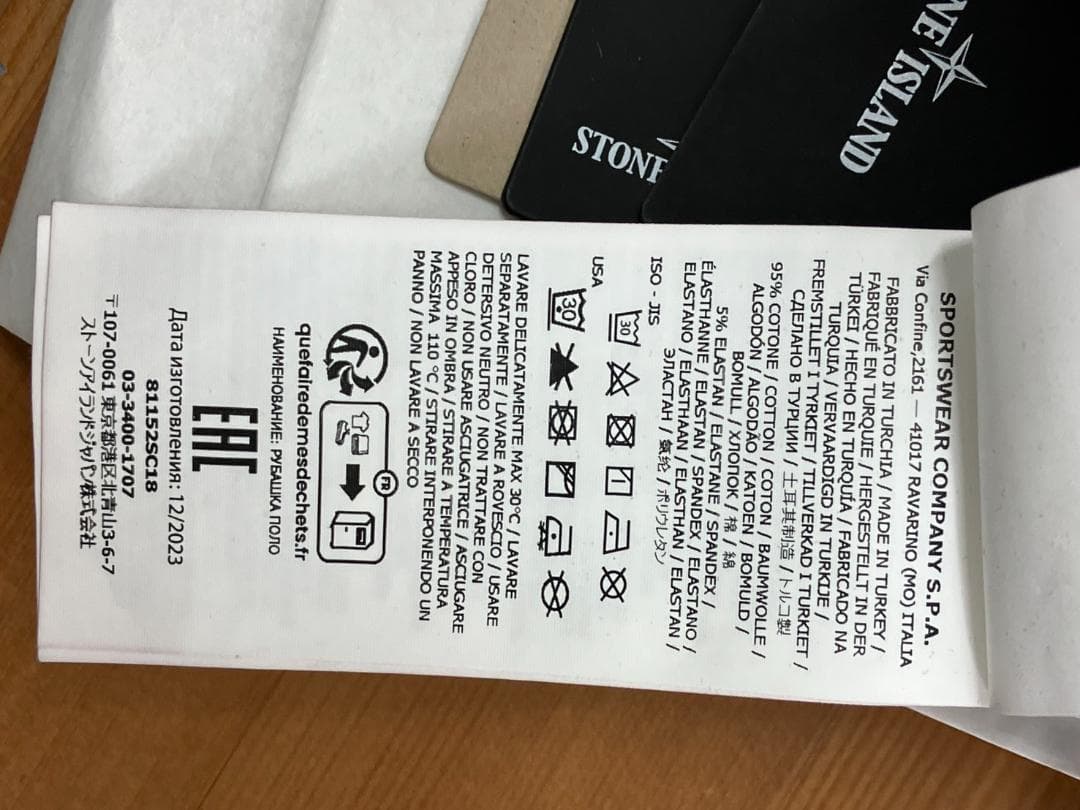 STONE
NE ISLAND
SPORTSWEAR COMPANY S.P.A.
Via Confine,2161 — 41017 RAVARINO (MO) ITALIA
FABBRICATO IN TURCHIA / MADE IN TURKEY /
FABRIQUÉ EN TURQUIE / HERGESTELLT IN DER
TÜRKEI / HECHO EN TURQUÍA / FABRICADO NA
TURQUIA / VERVAARDIGD IN TURKIJE /
FREMSTILLET I TYRKIET / TILLVERKAD I TURKIET /
СДЕЛАНО В ТУРЦИИ / 土耳其制造 / トルコ製
95% COTONE / COTTON / COTON / BAUMWOLLE /
ALGODÓN / ALGODÃO / KATOEN / BOMULD /
BOMULL / ХЛОПОК / 棉 / 綿
5% ELASTAN / ELASTANE / SPANDEX /
ÉLASTHANNE / ELASTAN / SPANDEX / ELASTANO /
ELASTANO / ELASTHAAN / ELASTHAN / ELASTAN /
ЭЛАСТАН / 氨纶 / ポリウレタン
ISO - JIS
30
USA
30
LAVARE DELICATAMENTE MAX 30°C / LAVARE
SEPARATAMENTE / LAVARE A ROVESCIO / USARE
DETERSIVO NEUTRO / NON TRATTARE CON
CLORO / NON USARE ASCIUGATRICE / ASCIUGARE
APPESO IN OMBRA / STIRARE A TEMPERATURA
MASSIMA 110 °C / STIRARE INTERPONENDO UN
PANNO / NON LAVARE A SECCO
FR
quefairedemesdechets.fr
НАИМЕНОВАНИЕ: РУБАШКА ПОЛО
EAC
Дата изготовления: 12/2023
81152SC18
03-3400-1707
〒107-0061 東京都港区北青山3-6-7
ストーンアイランドジャパン株式会社